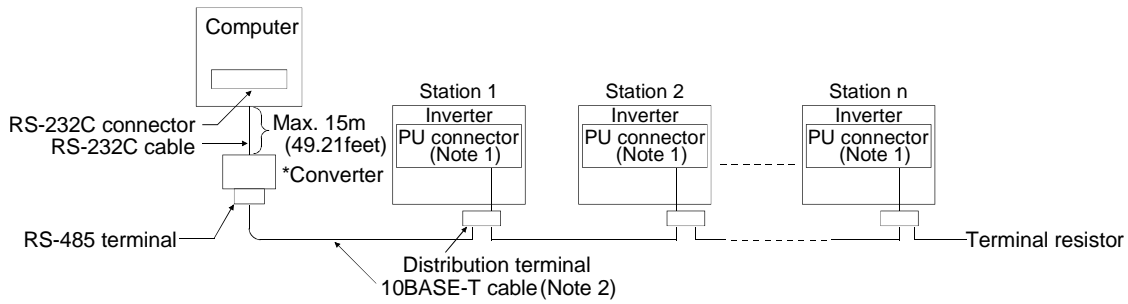 Computer
Station 1
Station 2
Station n
Inverter
Inverter
Inverter
RS-232C connector
RS-232C cable
Max. 15m
(49.21feet)
PU connector
(Note 1)
PU connector
(Note 1)
PU connector
(Note 1)
*Converter
RS-485 terminal
Terminal resistor
Distribution terminal
10BASE-T cable(Note 2)